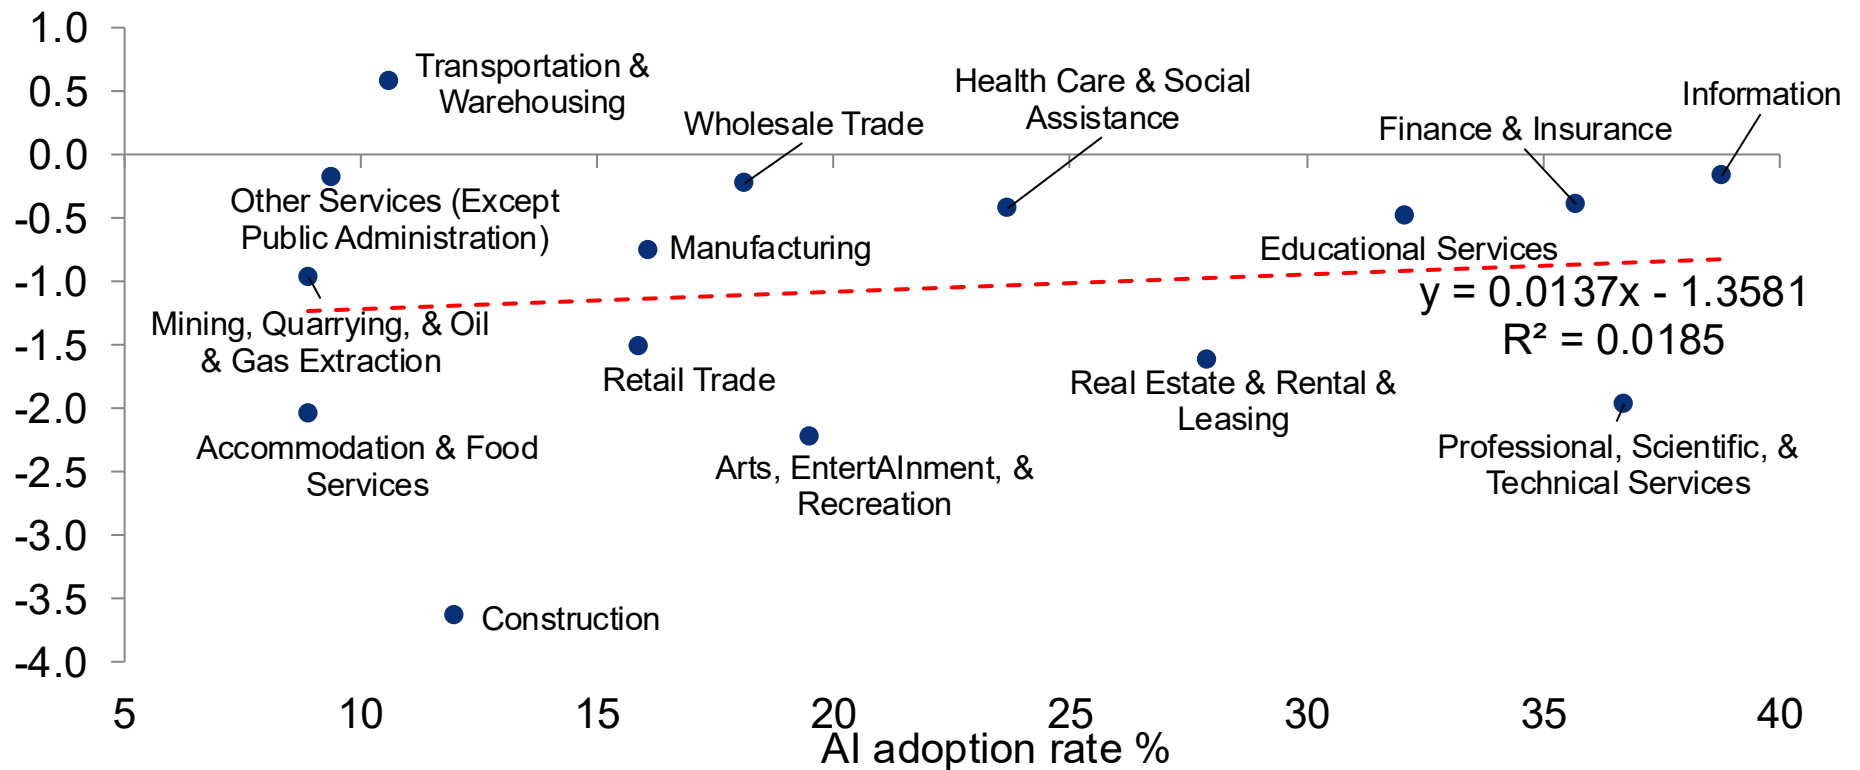 1.0
0.5
0.0
-0.5
-1.0
-1.5
-2.0
-2.5
-3.0
-3.5
-4.0
Transportation &
Warehousing
Wholesale Trade
Health Care & Social
Assistance
Finance & Insurance
Information
Other Services (Except
Public Administration)
Manufacturing
Educational Services
Mining, Quarrying, & Oil
& Gas Extraction
y = 0.0137x - 1.3581
R² = 0.0185
Retail Trade
Real Estate & Rental &
Leasing
Accommodation & Food
Services
Arts, EntertAInment, &
Recreation
Professional, Scientific, &
Technical Services
Construction
5 10 15 20 25 30 35 40
AI adoption rate %